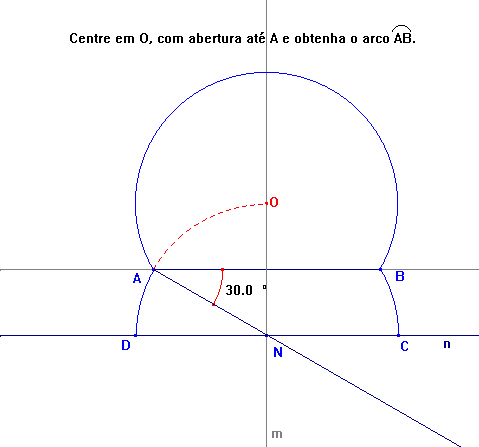 Centre em O, com abertura até A e obtenha o arco AB.
O
A
B
30.0 °
D
N
C
n
m